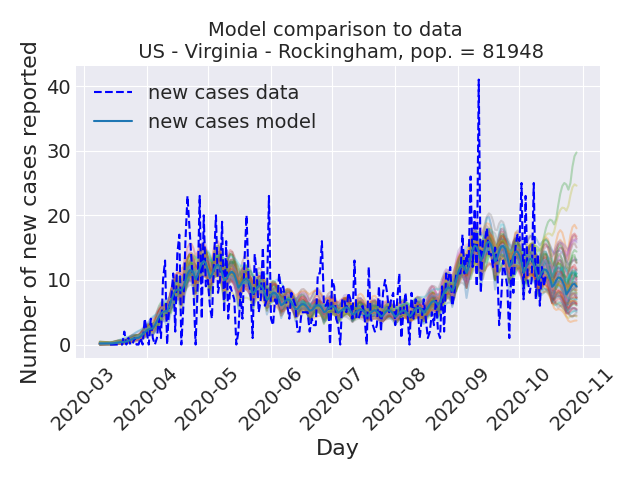 Model comparison to data
US - Virginia - Rockingham, pop. = 81948
Number of new cases reported
40
30
20
10
0
new cases data
new cases model
2020-03
2020-04
2020-05
2020-06
2020-07
2020-08
2020-09
2020-10
2020-11
Day